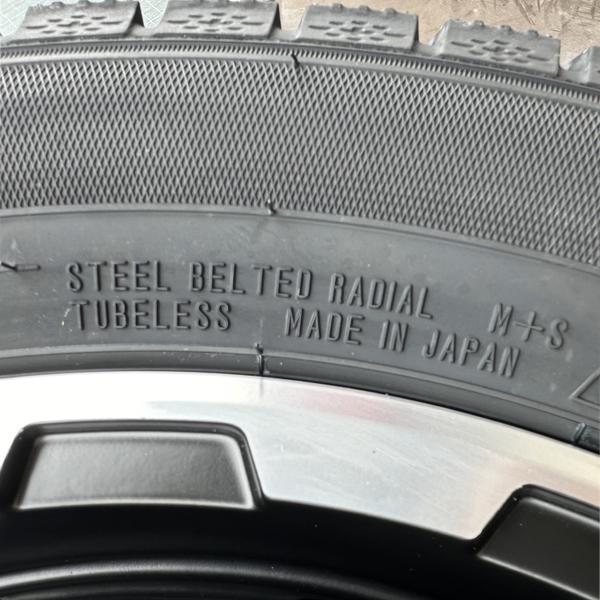 STEEL BELTED RADIAL M+S
TUBELESS MADE IN JAPAN